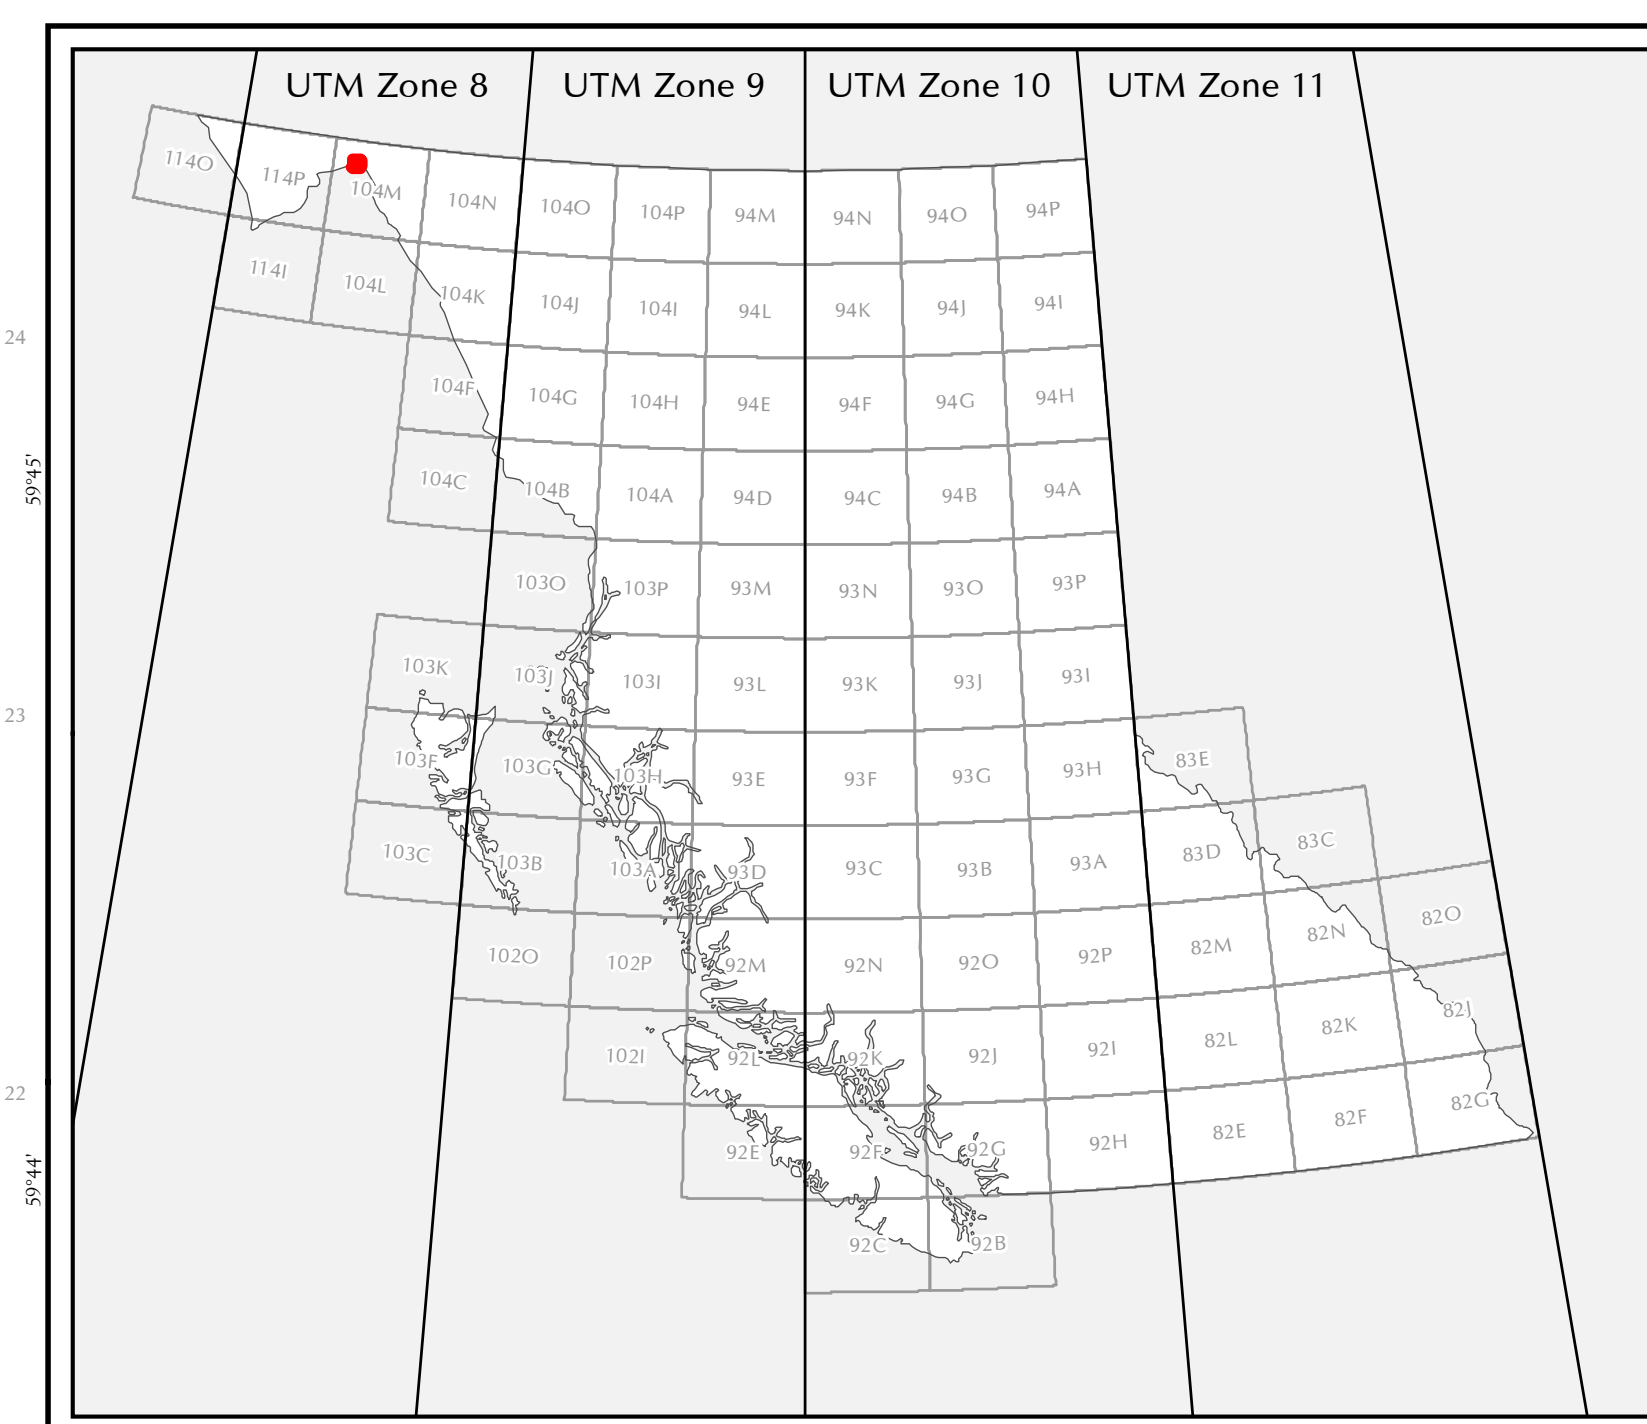 UTM Zone 8 UTM Zone 9 UTM Zone 10 UTM Zone 11
114O 114P 104M 104N 104O 104P 94M 94N 94O 94P
114I 104L 104K 104J 104I 94L 94K 94J 94I
24
104F 104G 104H 94E 94F 94G 94H
59°45'
104C 104B 104A 94D 94C 94B 94A
103O 103P 93M 93N 93O 93P
103K 103J 103I 93L 93K 93J 93I
23
103F 103G 103H 93E 93F 93G 93H 83E
103C 103B 103A 93D 93C 93B 93A 83D 83C
102O 102P 92M 92N 92O 92P 82M 82N 82O
102I 92L 92K 92J 92I 82L 82K 82J
22
92E 92F 92G 92H 82E 82F 82G
59°44'
92C 92B